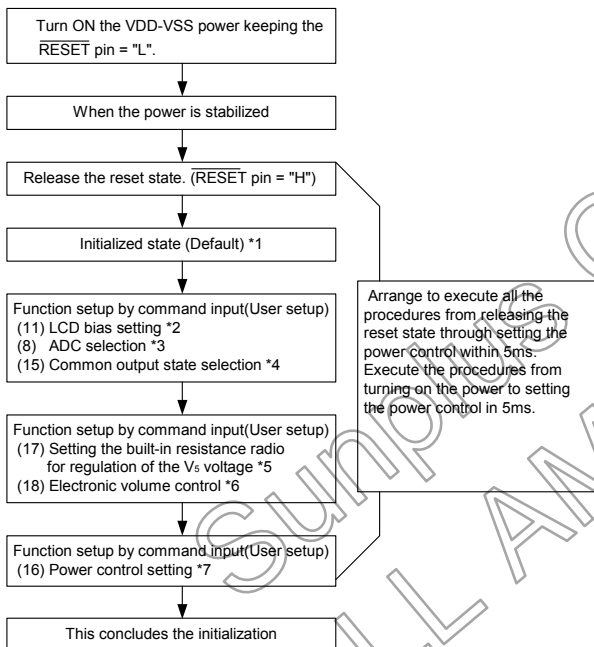 Turn ON the VDD-VSS power keeping the
RESET pin = "L".
When the power is stabilized
Release the reset state. (RESET pin = "H")
Initialized state (Default) *1
Function setup by command input(User setup)
(11) LCD bias setting *2
(8) ADC selection *3
(15) Common output state selection *4
Function setup by command input(User setup)
(17) Setting the built-in resistance radio
for regulation of the V5 voltage *5
(18) Electronic volume control *6
Function setup by command input(User setup)
(16) Power control setting *7
This concludes the initialization
Arrange to execute all the
procedures from releasing the
reset state through setting the
power control within 5ms.
Execute the procedures from
turning on the power to setting
the power control in 5ms.
Sunplus